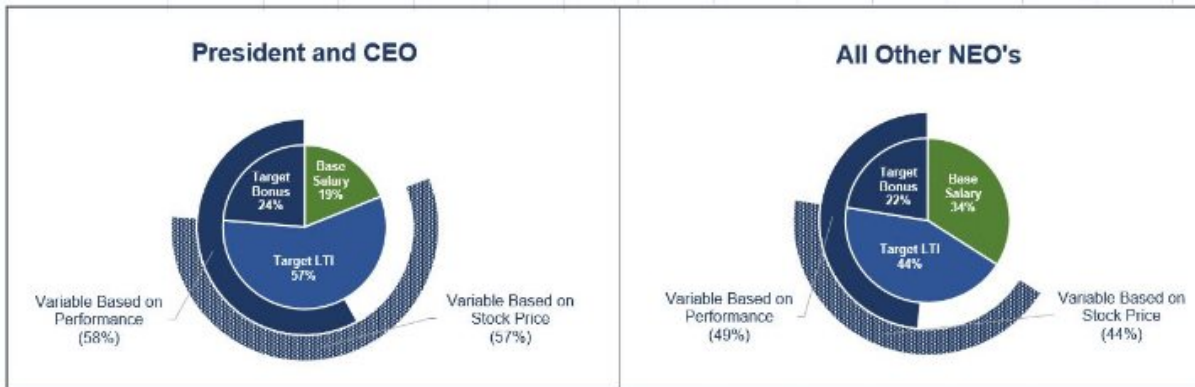 President and CEO
Target
Bonus
24%
Base
Salary
19%
Target LTI
57%
Variable Based on
Performance
(58%)
Variable Based on
Stock Price
(57%)
All Other NEO's
Target
Bonus
22%
Base
Salary
34%
Target LTI
44%
Variable Based on
Performance
(49%)
Variable Based on
Stock Price
(44%)